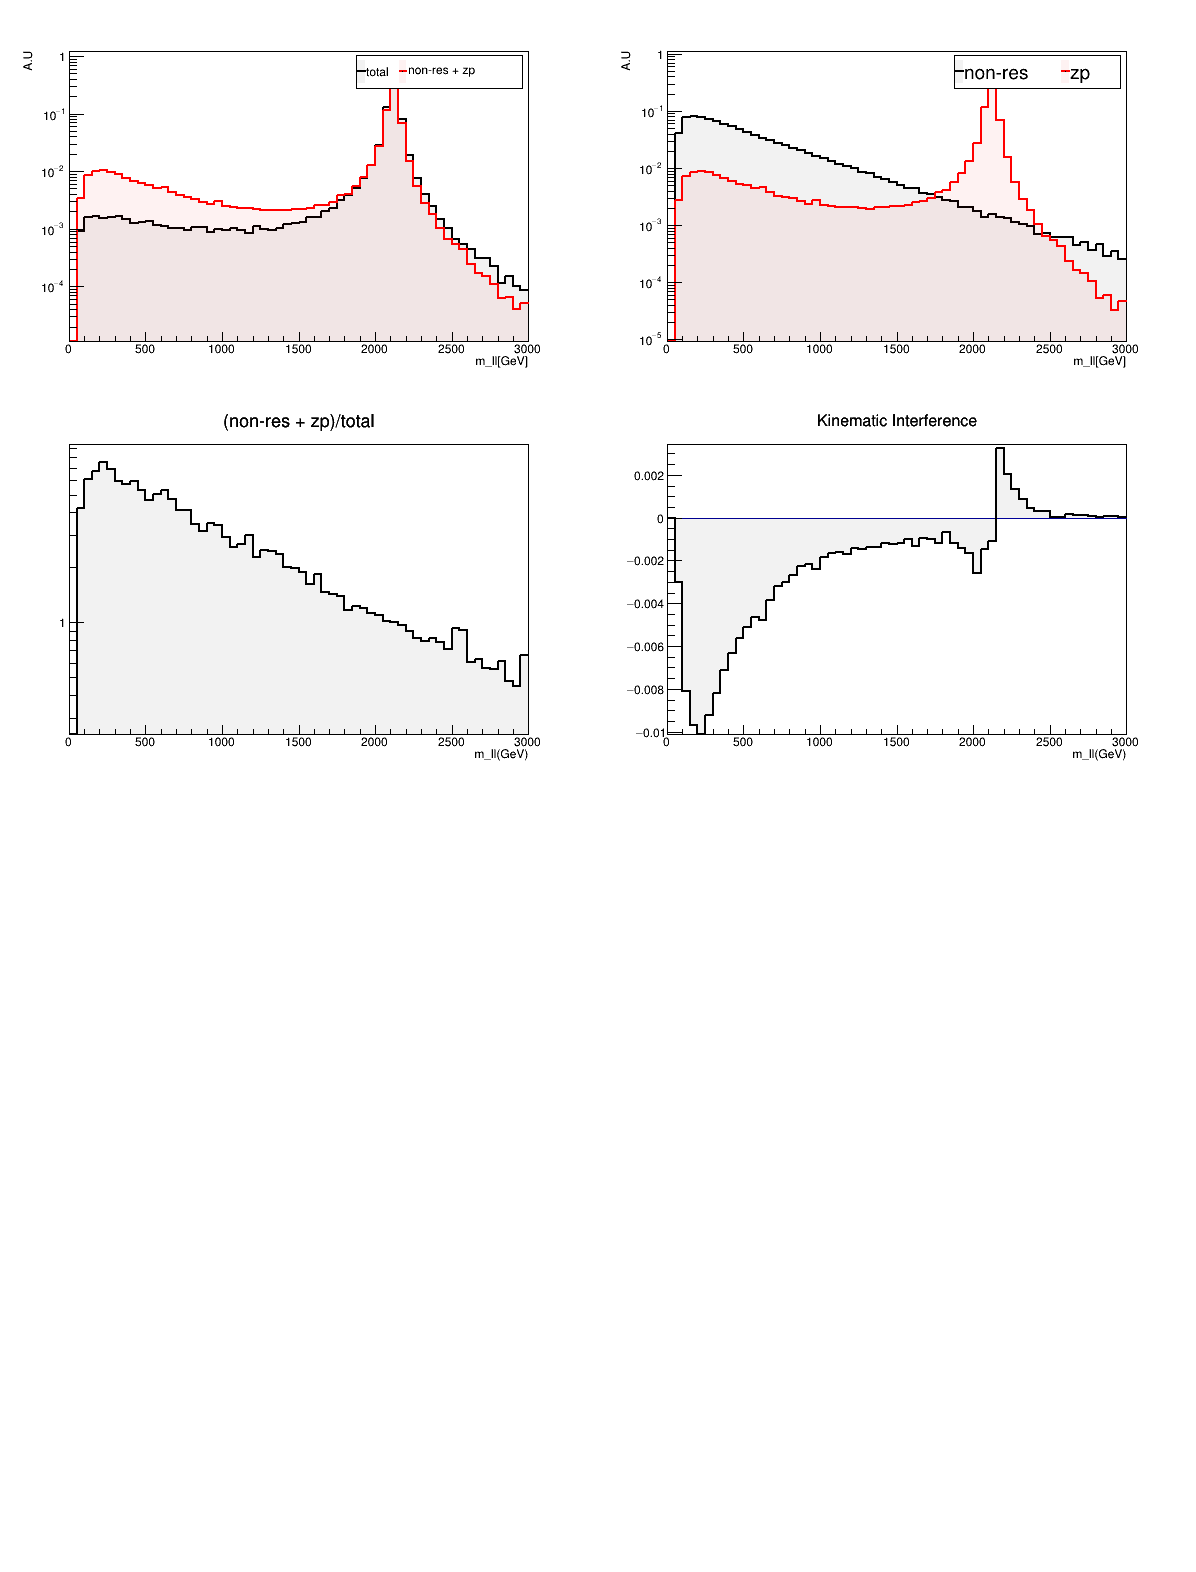 A.U
1
10^-1
10^-2
10^-3
10^-4
total non-res + zp
0 500 1000 1500 2000 2500 3000
m_ll[GeV]
A.U
1
10^-1
10^-2
10^-3
10^-4
10^-5
non-res zp
0 500 1000 1500 2000 2500 3000
m_ll[GeV]
(non-res + zp)/total
1
0 500 1000 1500 2000 2500 3000
m_ll(GeV)
Kinematic Interference
0.002
0
−0.002
−0.004
−0.006
−0.008
−0.01
0 500 1000 1500 2000 2500 3000
m_ll(GeV)